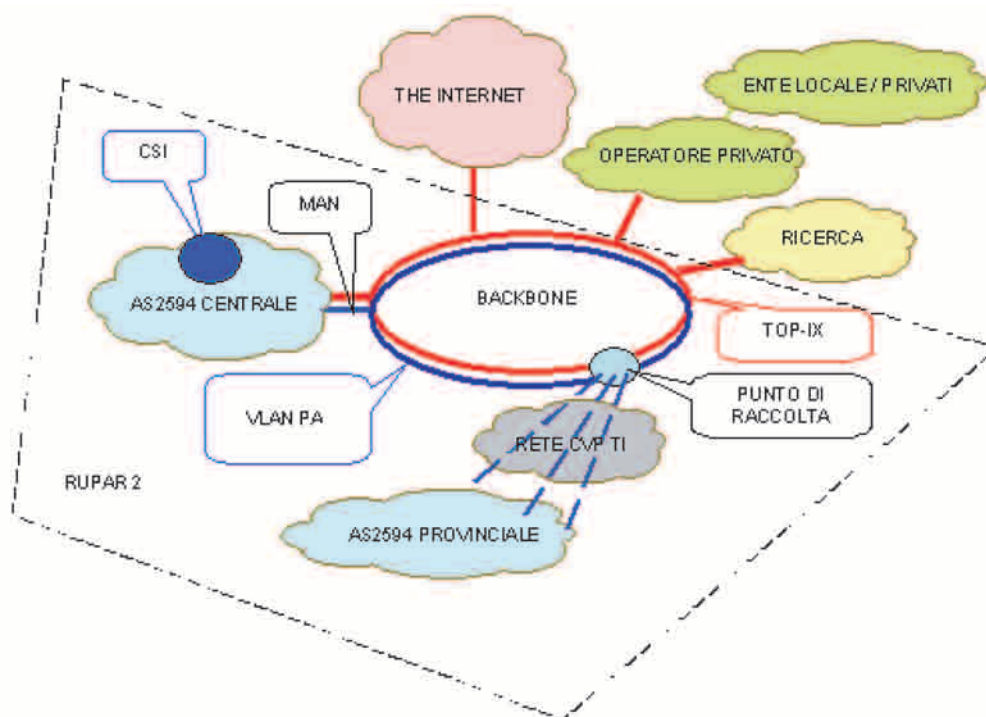 THE INTERNET
ENTE LOCALE / PRIVATI
OPERATORE PRIVATO
CSI
MAN
RICERCA
AS2594 CENTRALE
BACKBONE
TOP-IX
VLAN PA
PUNTO DI
RACCOLTA
RETE CVP TI
RUPAR 2
AS2594 PROVINCIALE